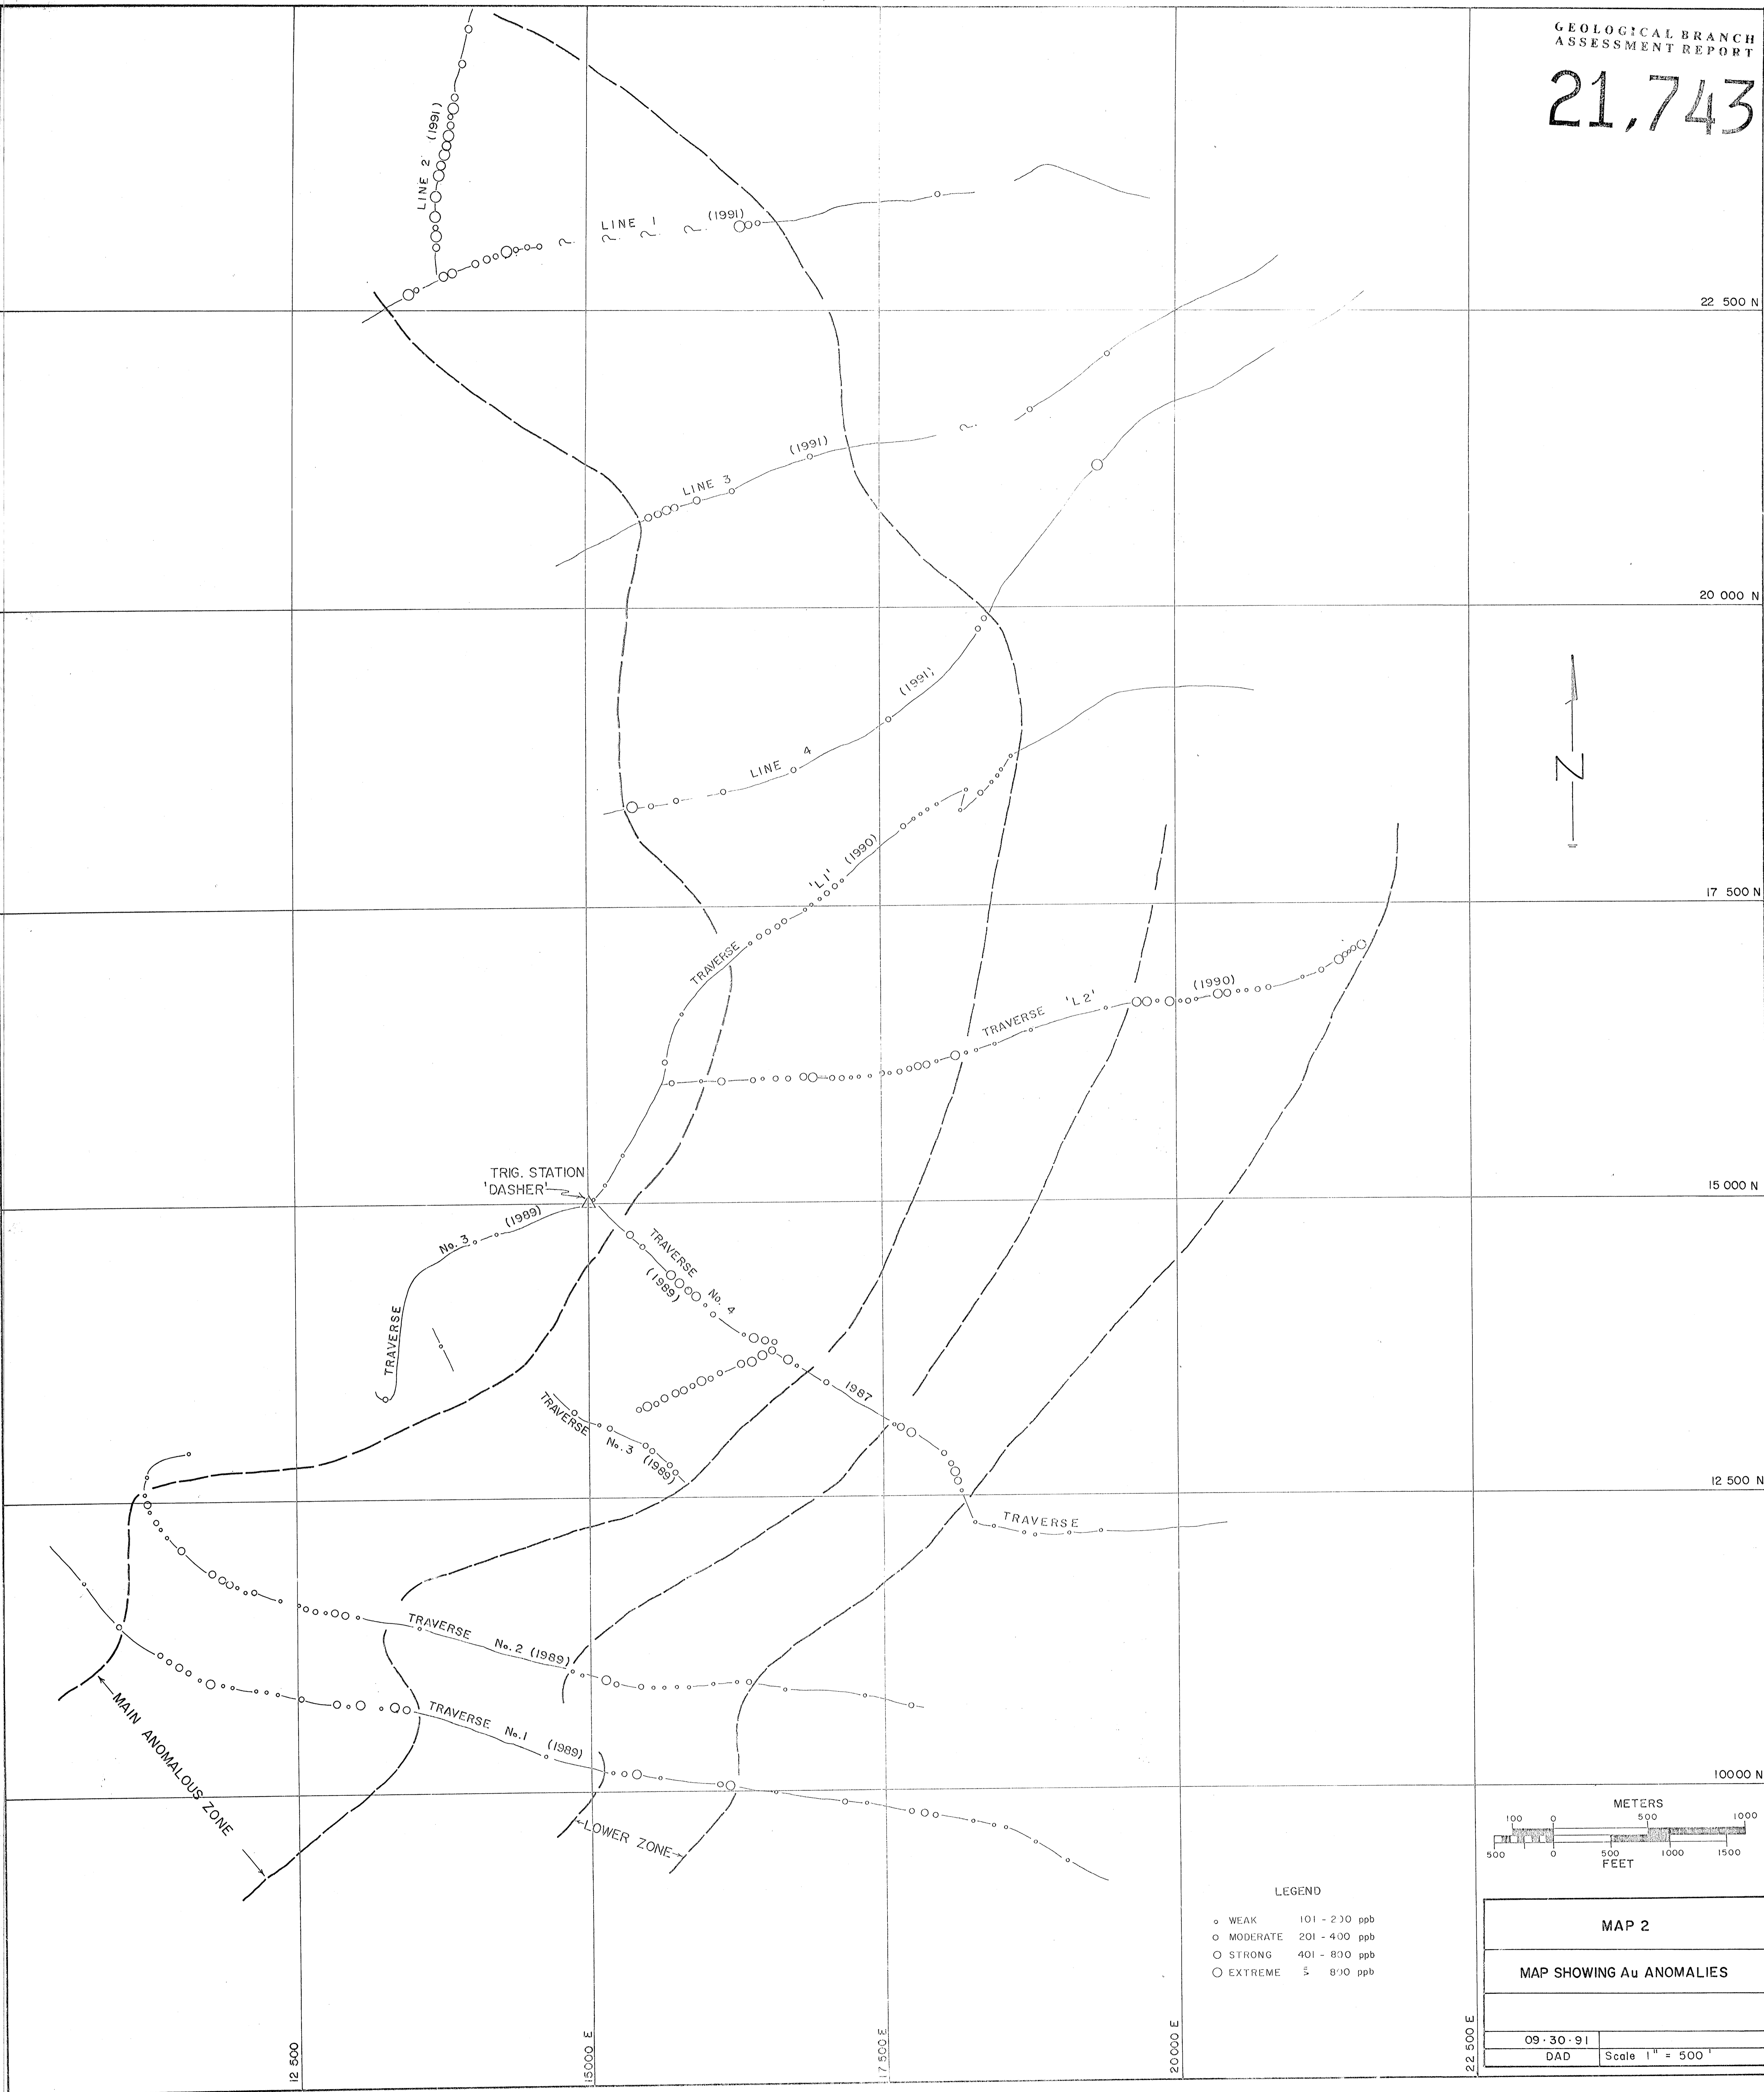 GEOLOGICAL BRANCH
ASSESSMENT REPORT
21,743
LINE 2 (1991)
LINE 1 (1991)
22 500 N
LINE 3 (1991)
20 000 N
LINE 4 (1991)
N
TRAVERSE 'L1' (1990)
17 500 N
TRAVERSE 'L2' (1990)
TRIG. STATION
'DASHER'
15 000 N
TRAVERSE No. 3 (1989)
TRAVERSE No. 4
(1989)
1987
TRAVERSE
No. 3 (1989)
12 500 N
TRAVERSE
TRAVERSE No. 2 (1989)
TRAVERSE No. 1 (1989)
MAIN ANOMALOUS ZONE
LOWER ZONE
10000 N
METERS
100 0 500 1000
500 0 500 1000 1500
FEET
LEGEND
WEAK 101 - 200 ppb
MODERATE 201 - 400 ppb
STRONG 401 - 800 ppb
EXTREME 800 ppb
MAP 2
MAP SHOWING Au ANOMALIES
09·30·91
DAD Scale 1" = 500'
12 500
15000 E
17 500 E
20000 E
22 500 E